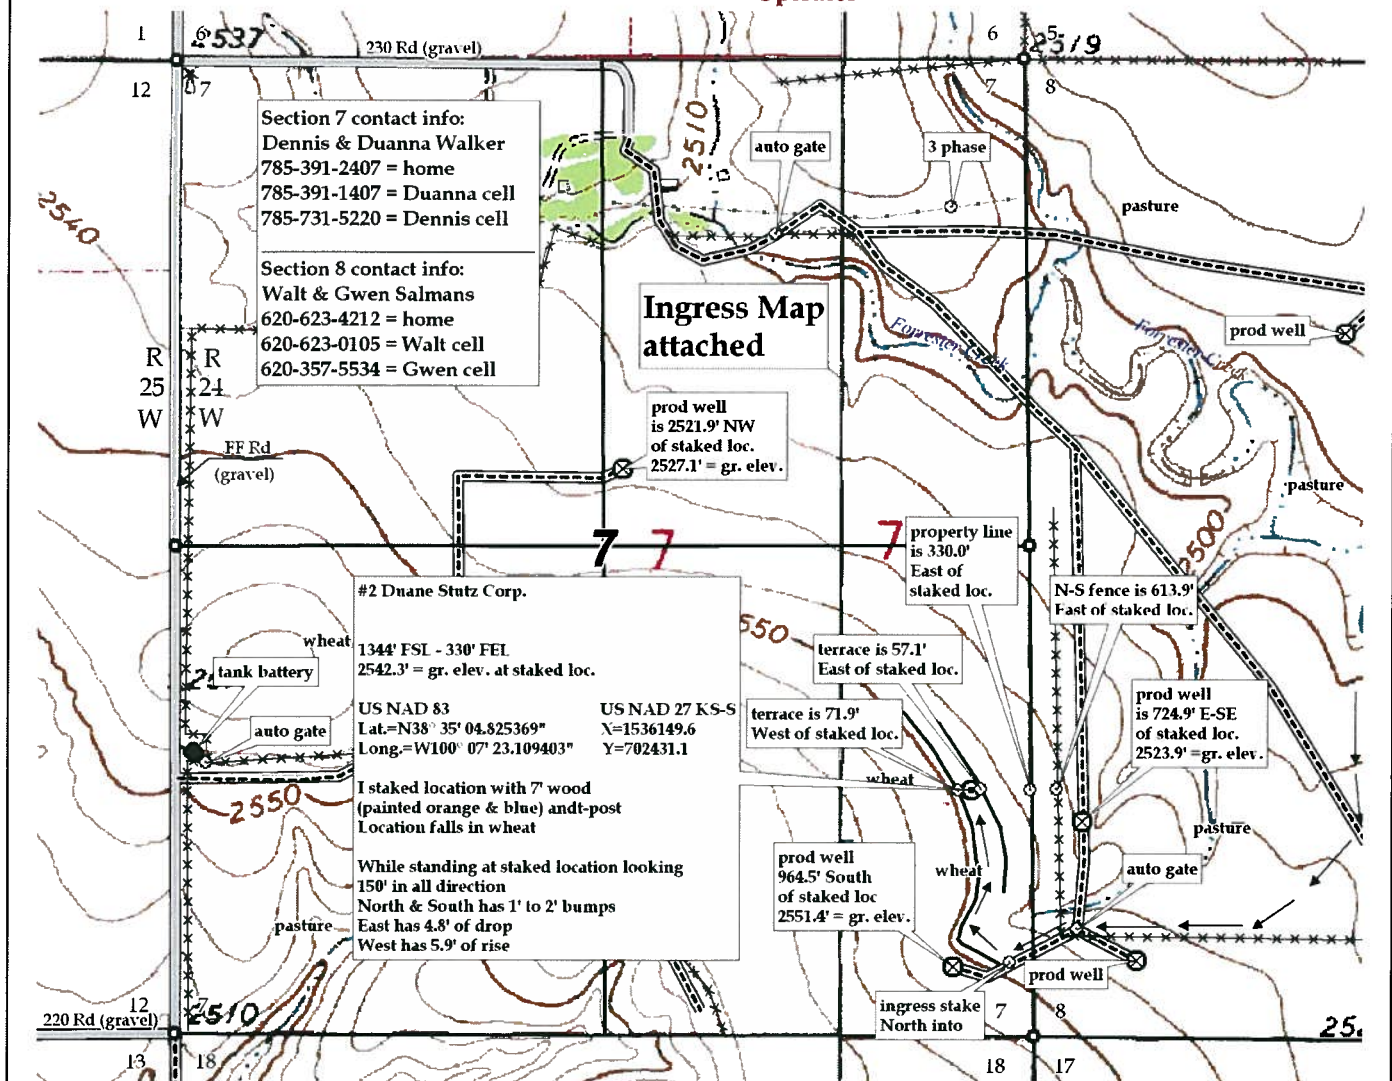 Operator
1
6
2537
230 Rd (gravel)
6
5
2519
12
7
7
8
Section 7 contact info:
Dennis & Duanna Walker
785-391-2407 = home
785-391-1407 = Duanna cell
785-731-5220 = Dennis cell
Section 8 contact info:
Walt & Gwen Salmans
620-623-4212 = home
620-623-0105 = Walt cell
620-357-5534 = Gwen cell
2510
auto gate
3 phase
pasture
2540
Ingress Map
attached
Forrester Creek
Forrester Creek
prod well
R
25
W
R
24
W
prod well
is 2521.9' NW
of staked loc.
2527.1' = gr. elev.
FF Rd
(gravel)
pasture
2500
7
7
7
property line
is 330.0'
East of
staked loc.
N-S fence is 613.9'
East of staked loc.
#2 Duane Stutz Corp.
1344' FSL - 330' FEL
2542.3' = gr. elev. at staked loc.
US NAD 83
Lat.=N38° 35' 04.825369"
Long.=W100° 07' 23.109403"
US NAD 27 KS-S
X=1536149.6
Y=702431.1
I staked location with 7' wood
(painted orange & blue) andt-post
Location falls in wheat
While standing at staked location looking
150' in all direction
North & South has 1' to 2' bumps
East has 4.8' of drop
West has 5.9' of rise
550
wheat
tank battery
auto gate
2550
terrace is 57.1'
East of staked loc.
terrace is 71.9'
West of staked loc.
wheat
prod well
is 724.9' E-SE
of staked loc.
2523.9' =gr. elev.
pasture
prod well
964.5' South
of staked loc
2551.4' = gr. elev.
wheat
auto gate
pasture
prod well
ingress stake
North into
12
7
2510
220 Rd (gravel)
7
8
13
18
18
17